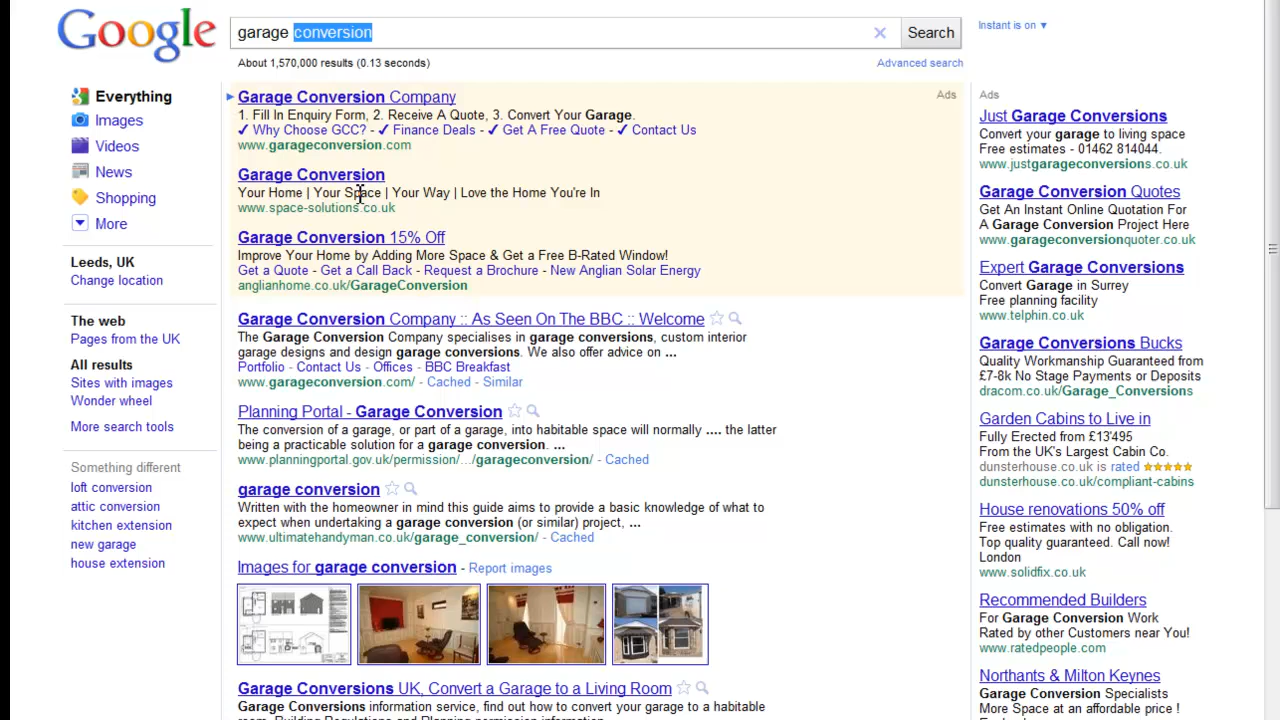 Google
garage conversion
Search
Instant is on ▼
About 1,570,000 results (0.13 seconds)
Advanced search
Everything
Images
Videos
News
Shopping
More
Leeds, UK
Change location
The web
Pages from the UK
All results
Sites with images
Wonder wheel
More search tools
Something different
loft conversion
attic conversion
kitchen extension
new garage
house extension
Ads
Garage Conversion Company
1. Fill In Enquiry Form, 2. Receive A Quote, 3. Convert Your Garage.
✓ Why Choose GCC? - ✓ Finance Deals - ✓ Get A Free Quote - ✓ Contact Us
www.garageconversion.com
Garage Conversion
Your Home | Your Space | Your Way | Love the Home You're In
www.space-solutions.co.uk
Garage Conversion 15% Off
Improve Your Home by Adding More Space & Get a Free B-Rated Window!
Get a Quote - Get a Call Back - Request a Brochure - New Anglian Solar Energy
anglianhome.co.uk/GarageConversion
Garage Conversion Company :: As Seen On The BBC :: Welcome
The Garage Conversion Company specialises in garage conversions, custom interior
garage designs and design garage conversions. We also offer advice on ...
Portfolio - Contact Us - Offices - BBC Breakfast
www.garageconversion.com/ - Cached - Similar
Planning Portal - Garage Conversion
The conversion of a garage, or part of a garage, into habitable space will normally .... the latter
being a practicable solution for a garage conversion. ...
www.planningportal.gov.uk/permission/.../garageconversion/ - Cached
garage conversion
Written with the homeowner in mind this guide aims to provide a basic knowledge of what to
expect when undertaking a garage conversion (or similar) project, ...
www.ultimatehandyman.co.uk/garage_conversion/ - Cached
Images for garage conversion - Report images
Garage Conversions UK, Convert a Garage to a Living Room
Garage Conversions information service, find out how to convert your garage to a habitable
room. Building Regulations and Planning permission information.
Ads
Just Garage Conversions
Convert your garage to living space
Free estimates - 01462 814044.
www.justgarageconversions.co.uk
Garage Conversion Quotes
Get An Instant Online Quotation For
A Garage Conversion Project Here
www.garageconversionquoter.co.uk
Expert Garage Conversions
Convert Garage in Surrey
Free planning facility
www.telphin.co.uk
Garage Conversions Bucks
Quality Workmanship Guaranteed from
£7-8k No Stage Payments or Deposits
dracom.co.uk/Garage_Conversions
Garden Cabins to Live in
Fully Erected from £13'495
From UK's Largest Cabin Co.
dunsterhouse.co.uk is rated ★★★★★
dunsterhouse.co.uk/compliant-cabins
House renovations 50% off
Free estimates with no obligation.
Top quality guaranteed. Call now!
London
www.solidfix.co.uk
Recommended Builders
For Garage Conversion Work
Rated by other Customers near You!
www.ratedpeople.com
Northants & Milton Keynes
Garage Conversion Specialists
More Space at an affordable price !